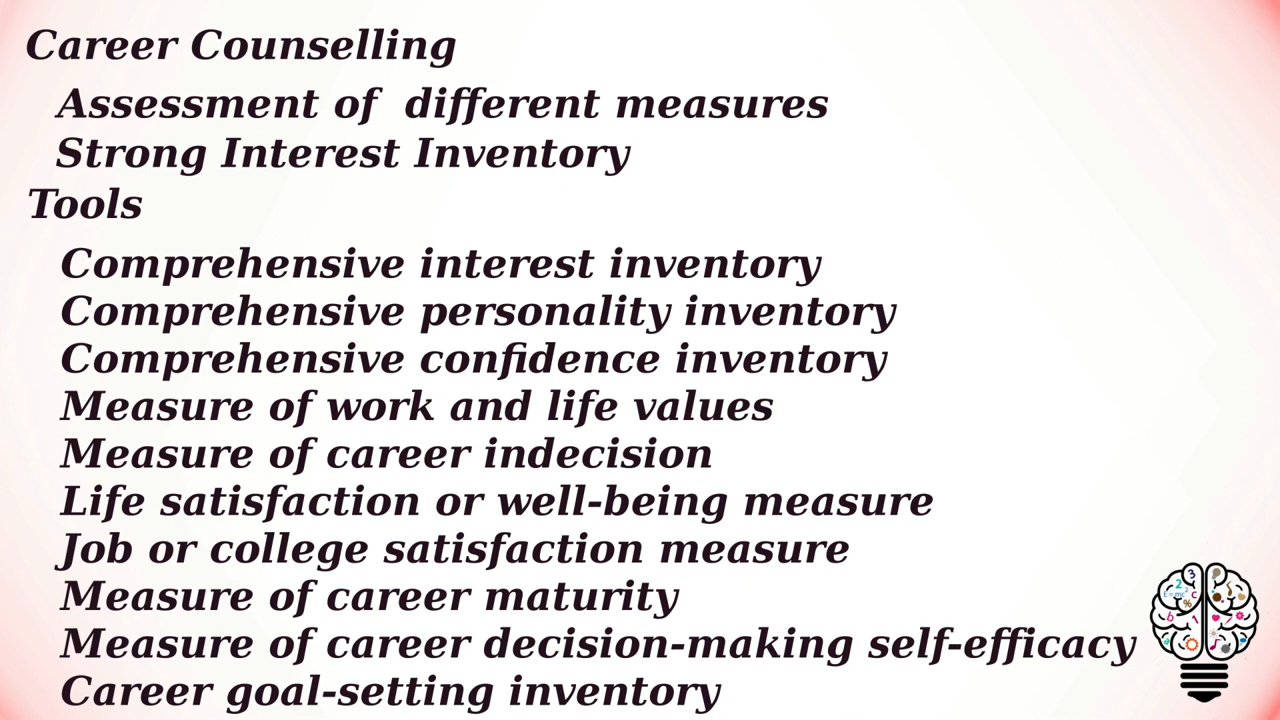 Career Counselling
Assessment of different measures
Strong Interest Inventory
Tools
Comprehensive interest inventory
Comprehensive personality inventory
Comprehensive confidence inventory
Measure of work and life values
Measure of career indecision
Life satisfaction or well-being measure
Job or college satisfaction measure
Measure of career maturity
Measure of career decision-making self-efficacy
Career goal-setting inventory